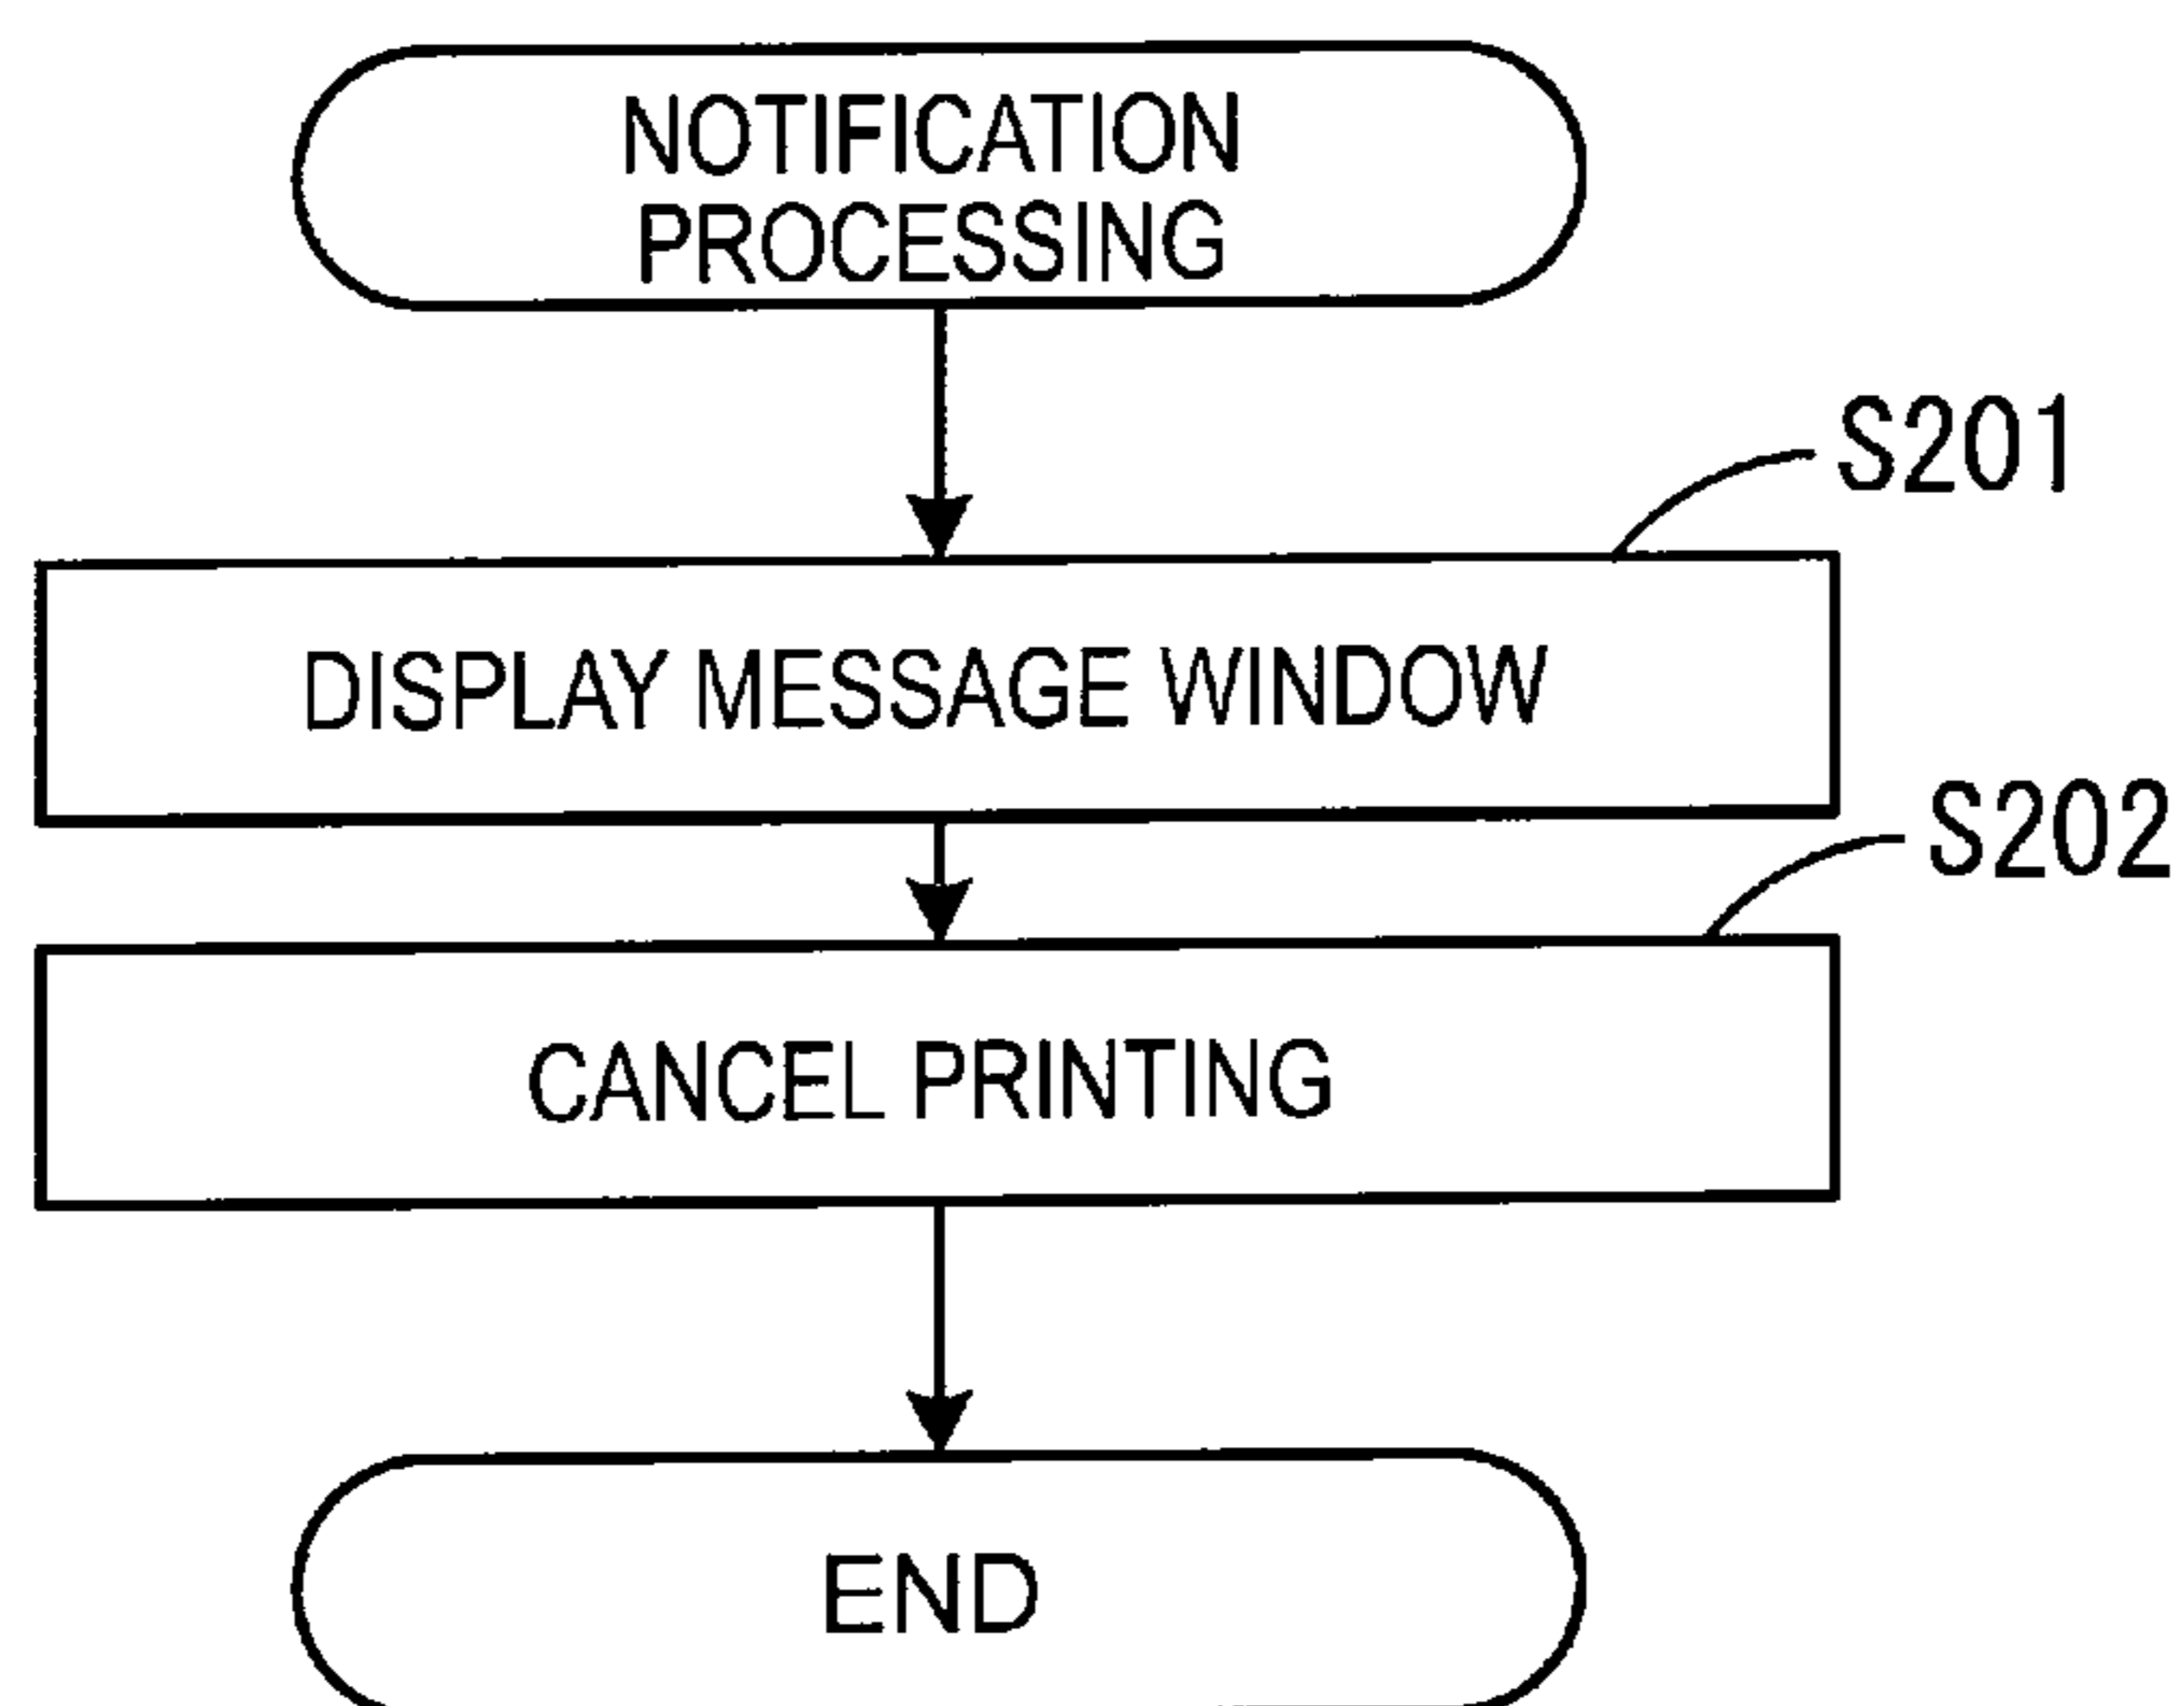 NOTIFICATION
PROCESSING
S201
DISPLAY MESSAGE WINDOW
S202
CANCEL PRINTING
END